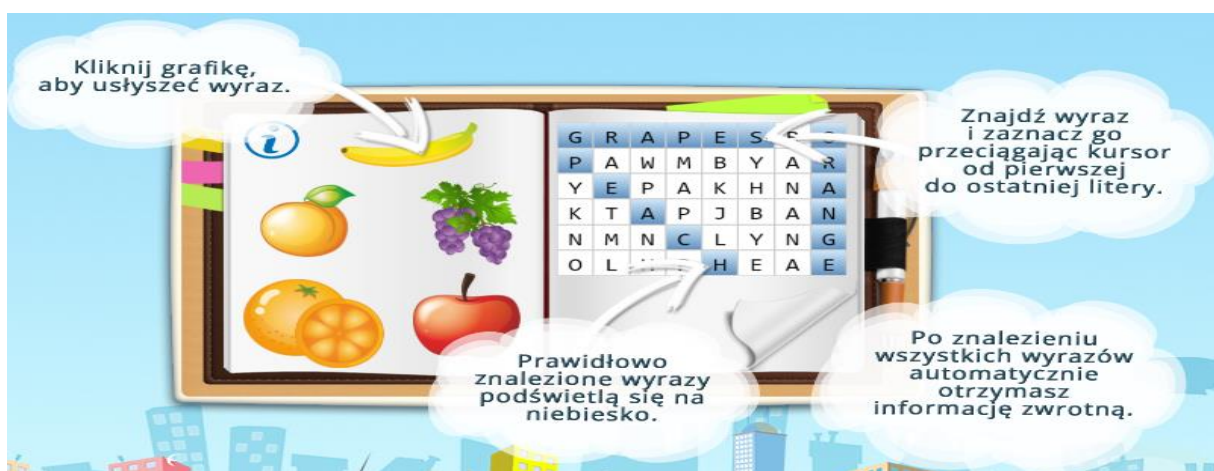 Kliknij grafikę,
aby usłyszeć wyraz.
i
Znajdź wyraz
i zaznacz go
przeciągając kursor
od pierwszej
do ostatniej litery.
G R A P E S
P A W M B Y A R
Y E P A K H N A
K T A P J B A N
N M N C L Y N G
O L H E A E
Prawidłowo
znalezione wyrazy
podświetlą się na
niebiesko.
Po znalezieniu
wszystkich wyrazów
automatycznie
otrzymasz
informację zwrotną.